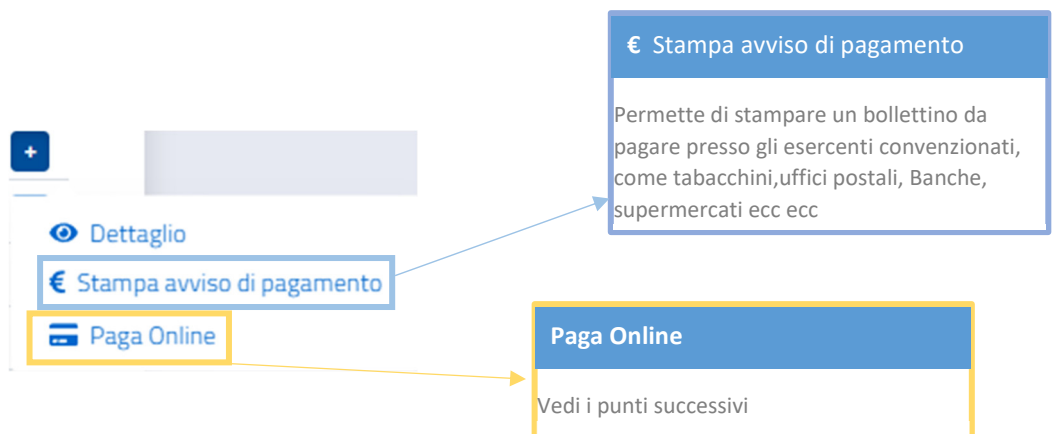 € Stampa avviso di pagamento
Permette di stampare un bollettino da
pagare presso gli esercenti convenzionati,
come tabacchini,uffici postali, Banche,
supermercati ecc ecc
+
Dettaglio
€ Stampa avviso di pagamento
Paga Online
Paga Online
Vedi i punti successivi